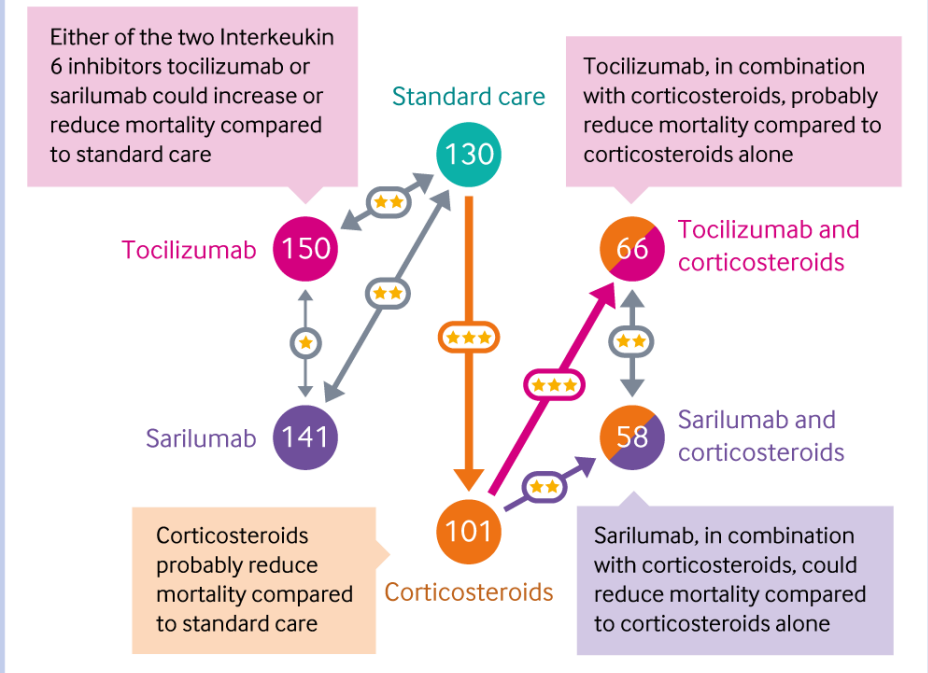 Either of the two Interkeukin
6 inhibitors tocilizumab or
sarilumab could increase or
reduce mortality compared
to standard care
Standard care
130
Tocilizumab, in combination
with corticosteroids, probably
reduce mortality compared to
corticosteroids alone
Tocilizumab
150
66
Tocilizumab and
corticosteroids
Sarilumab
141
58
Sarilumab and
corticosteroids
Corticosteroids
probably reduce
mortality compared
to standard care
101
Corticosteroids
Sarilumab, in combination
with corticosteroids, could
reduce mortality compared
to corticosteroids alone